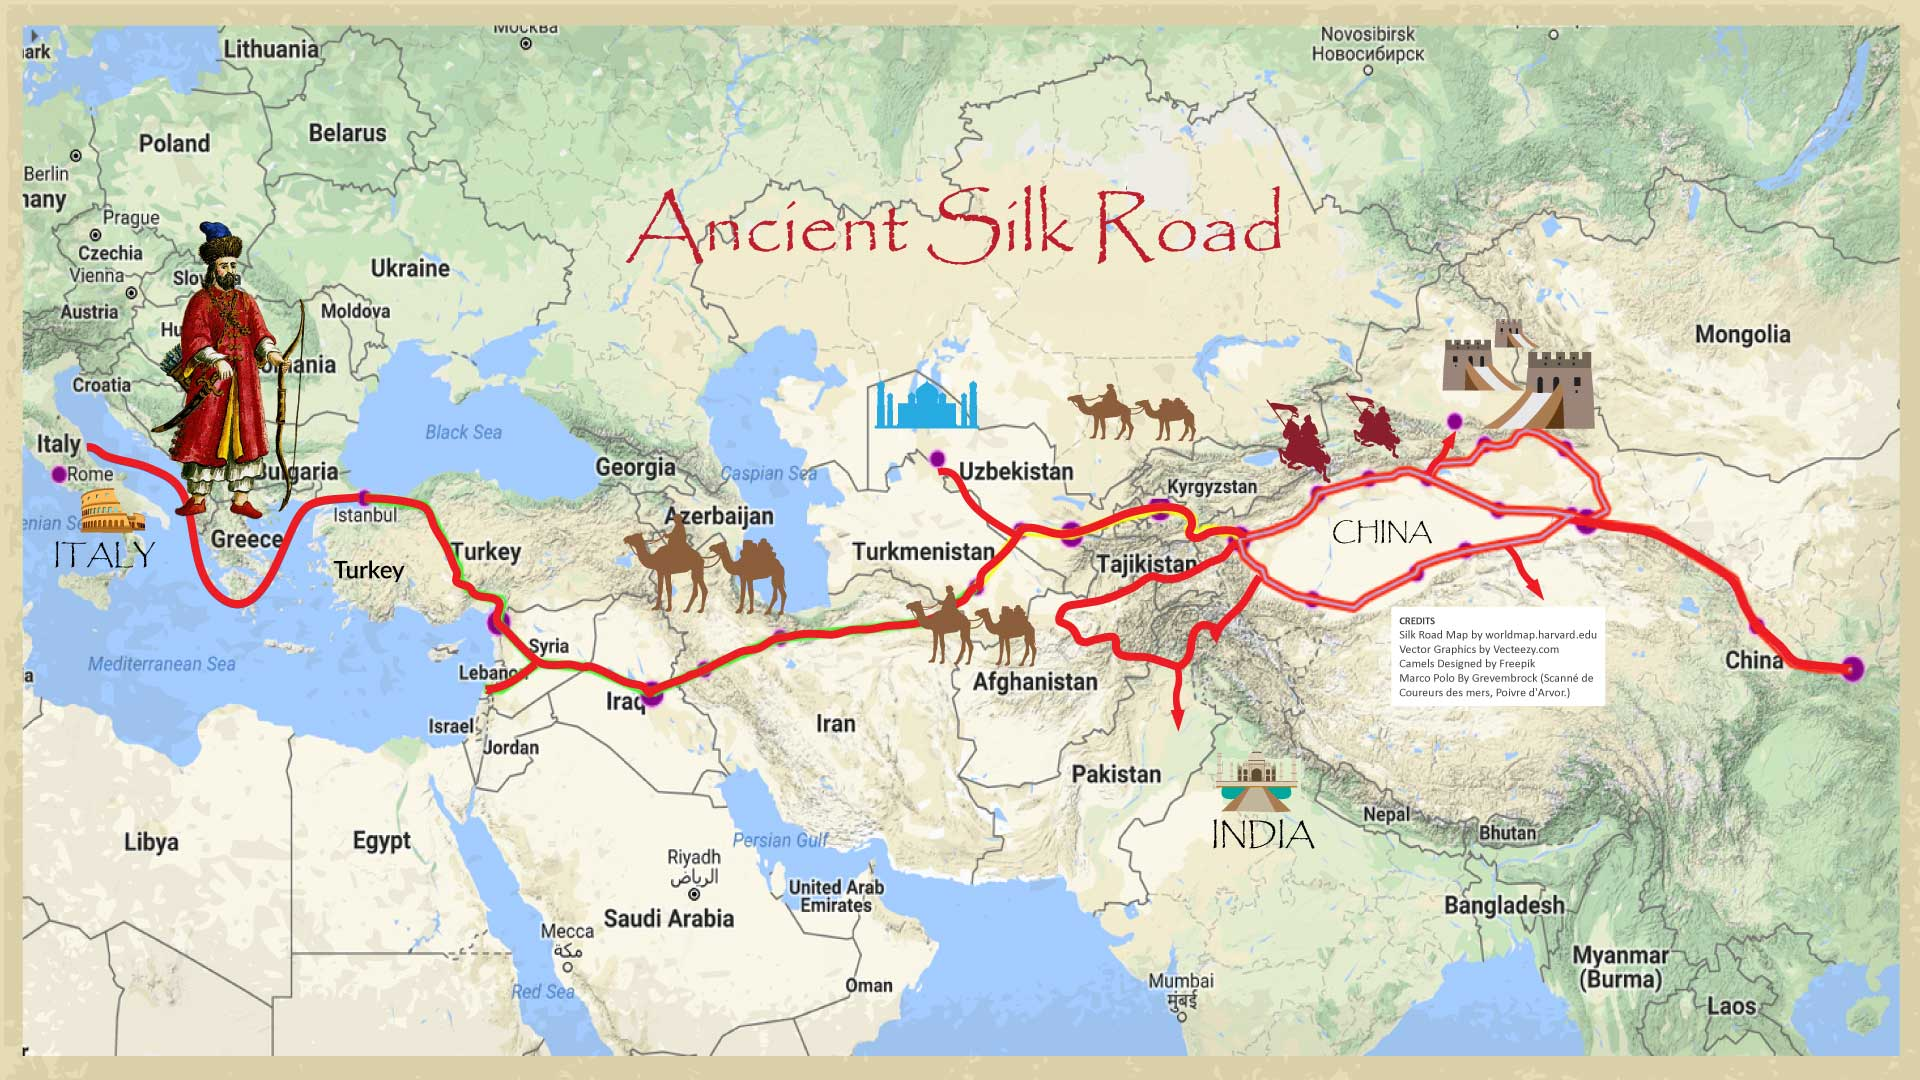 Москва
Novosibirsk
Новосибирск
ark
Lithuania
Belarus
Poland
Berlin
many
Prague
Czechia
Vienna
Ukraine
Austria
Moldova
Croatia
Ancient Silk Road
Mongolia
Italy
Rome
ITALY
Bulgaria
Greece
Istanbul
Turkey
Turkey
Black Sea
Georgia
Azerbaijan
Caspian Sea
Uzbekistan
Turkmenistan
Kyrgyzstan
Tajikistan
CHINA
CREDITS
Silk Road Map by worldmap.harvard.edu
Vector Graphics by Vecteezy.com
Camels Designed by Freepik
Marco Polo By Grevembrock (Scanné de
Coureurs des mers, Poivre d'Arvor.)
China
Mediterranean Sea
Syria
Lebanon
Israel
Jordan
Iraq
Iran
Afghanistan
Pakistan
INDIA
Nepal
Bhutan
Bangladesh
Myanmar
(Burma)
Laos
Libya
Egypt
Riyadh
الرياض
Saudi Arabia
Mecca
مكة
Red Sea
Persian Gulf
United Arab
Emirates
Oman
Mumbai
मुंबई